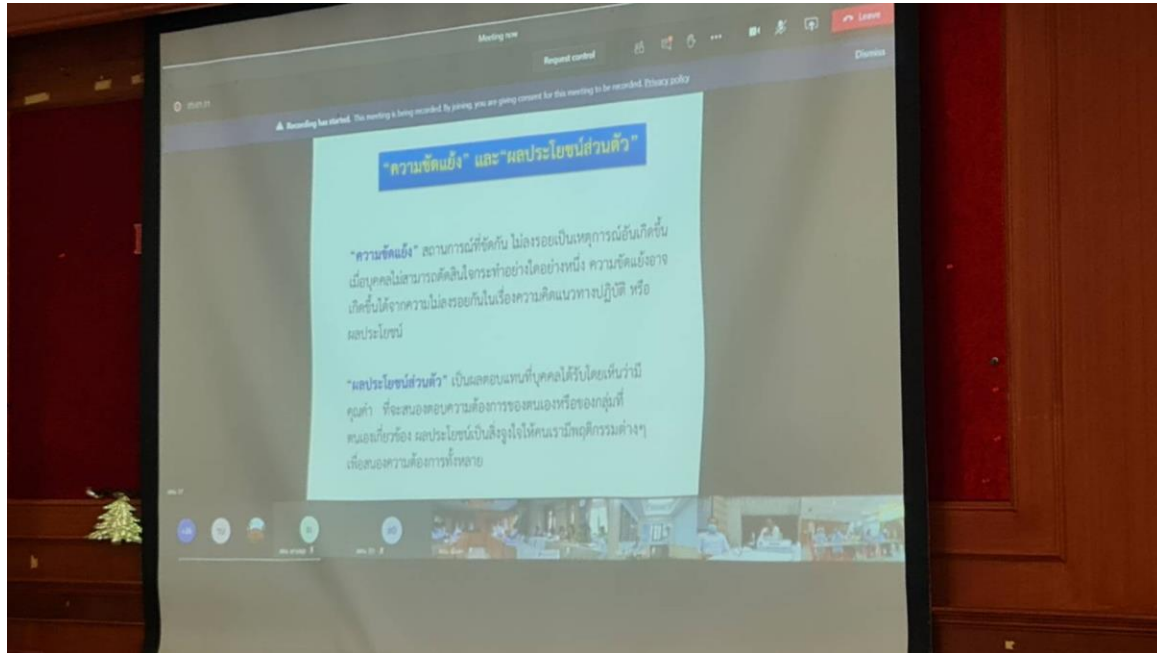 Meeting now
Leave
Request control
Dismiss
Recording has started. This meeting is being recorded. By joining, you are giving consent for this meeting to be recorded. Privacy policy
"ความขัดแย้ง" และ "ผลประโยชน์ส่วนตัว"
"ความขัดแย้ง" สถานการณ์ที่ขัดกัน ไม่ลงรอยเป็นเหตุการณ์อันเกิดขึ้น
เมื่อบุคคลไม่สามารถตัดสินใจกระทำอย่างใดอย่างหนึ่ง ความขัดแย้งอาจ
เกิดขึ้นได้จากความไม่ลงรอยกันในเรื่องความคิดแนวทางปฏิบัติ หรือ
ผลประโยชน์
"ผลประโยชน์ส่วนตัว" เป็นผลตอบแทนที่บุคคลได้รับโดยเห็นว่ามี
คุณค่า ที่จะสนองตอบความต้องการของตนเองหรือของกลุ่มที่
ตนเองเกี่ยวข้อง ผลประโยชน์เป็นสิ่งจูงใจให้คนเรามีพฤติกรรมต่างๆ
เพื่อสนองความต้องการทั้งหลาย